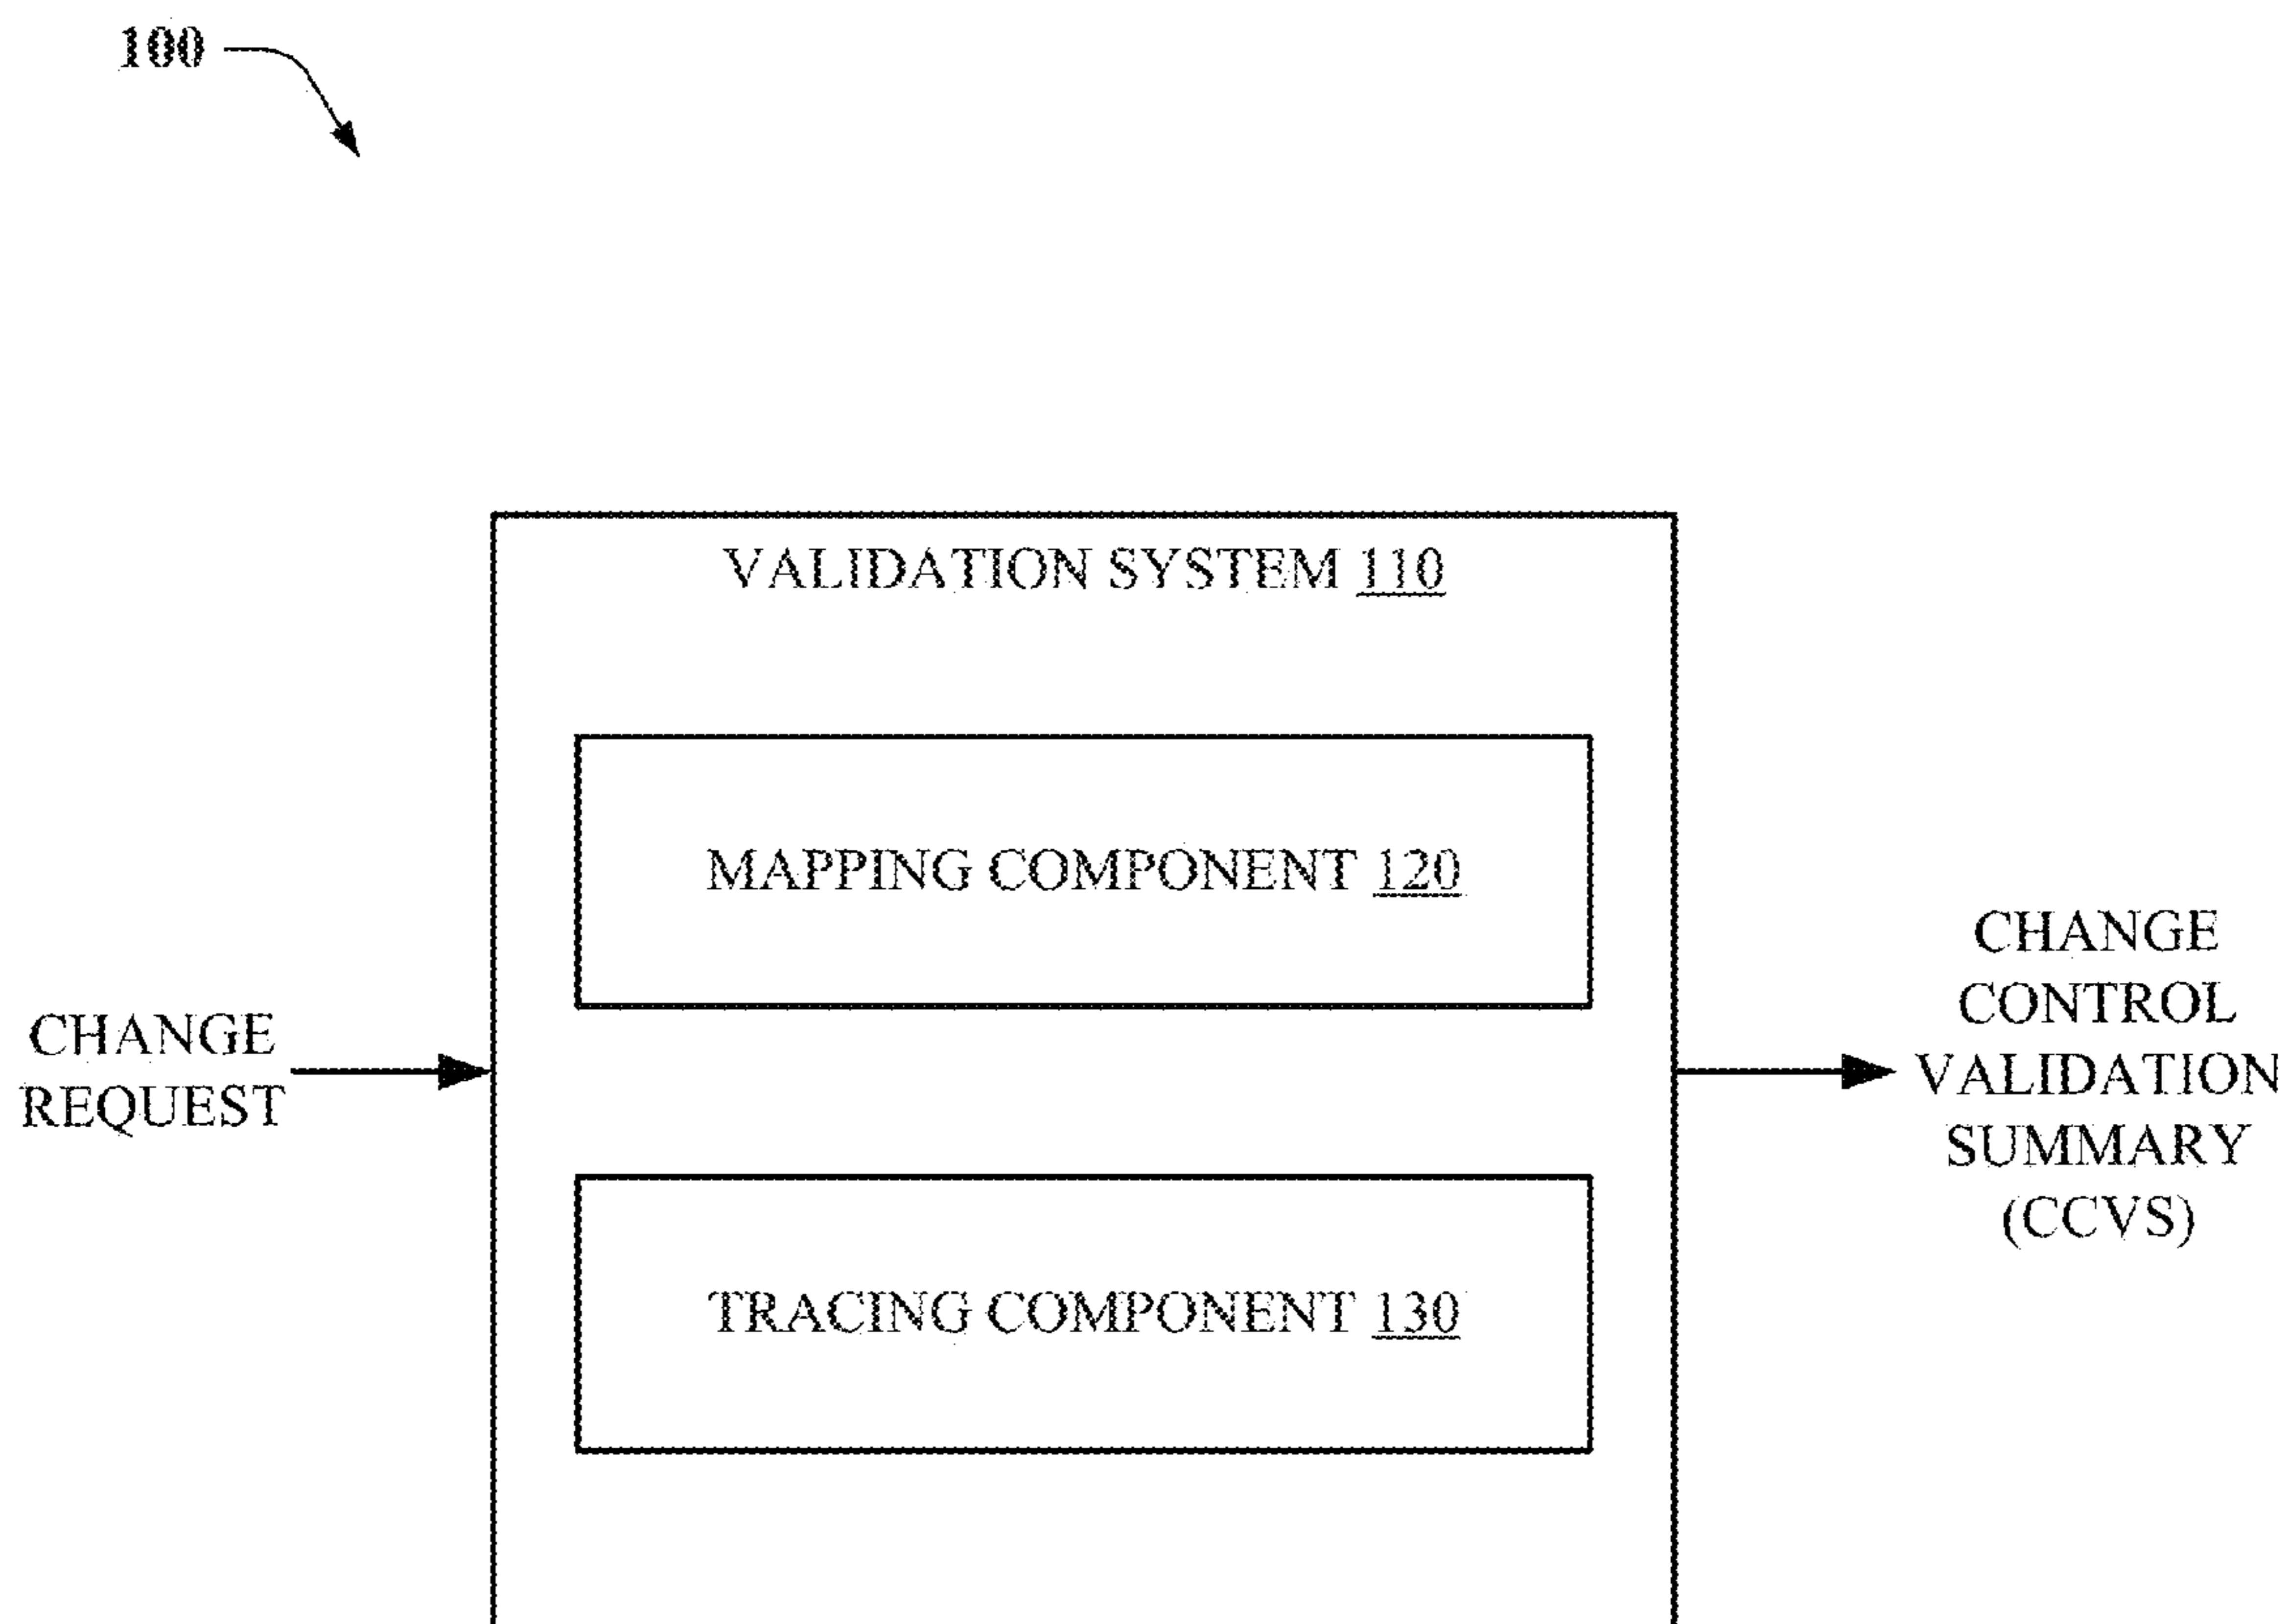 100
VALIDATION SYSTEM 110
MAPPING COMPONENT 120
CHANGE
REQUEST
TRACING COMPONENT 130
CHANGE
CONTROL
VALIDATION
SUMMARY
(CCVS)